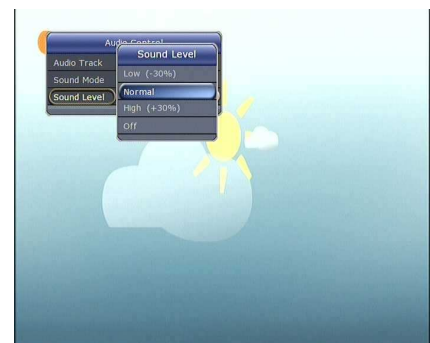 Audio Control
Audio Track
Sound Mode
Sound Level
Sound Level
Low (-30%)
Normal
High (+30%)
Off